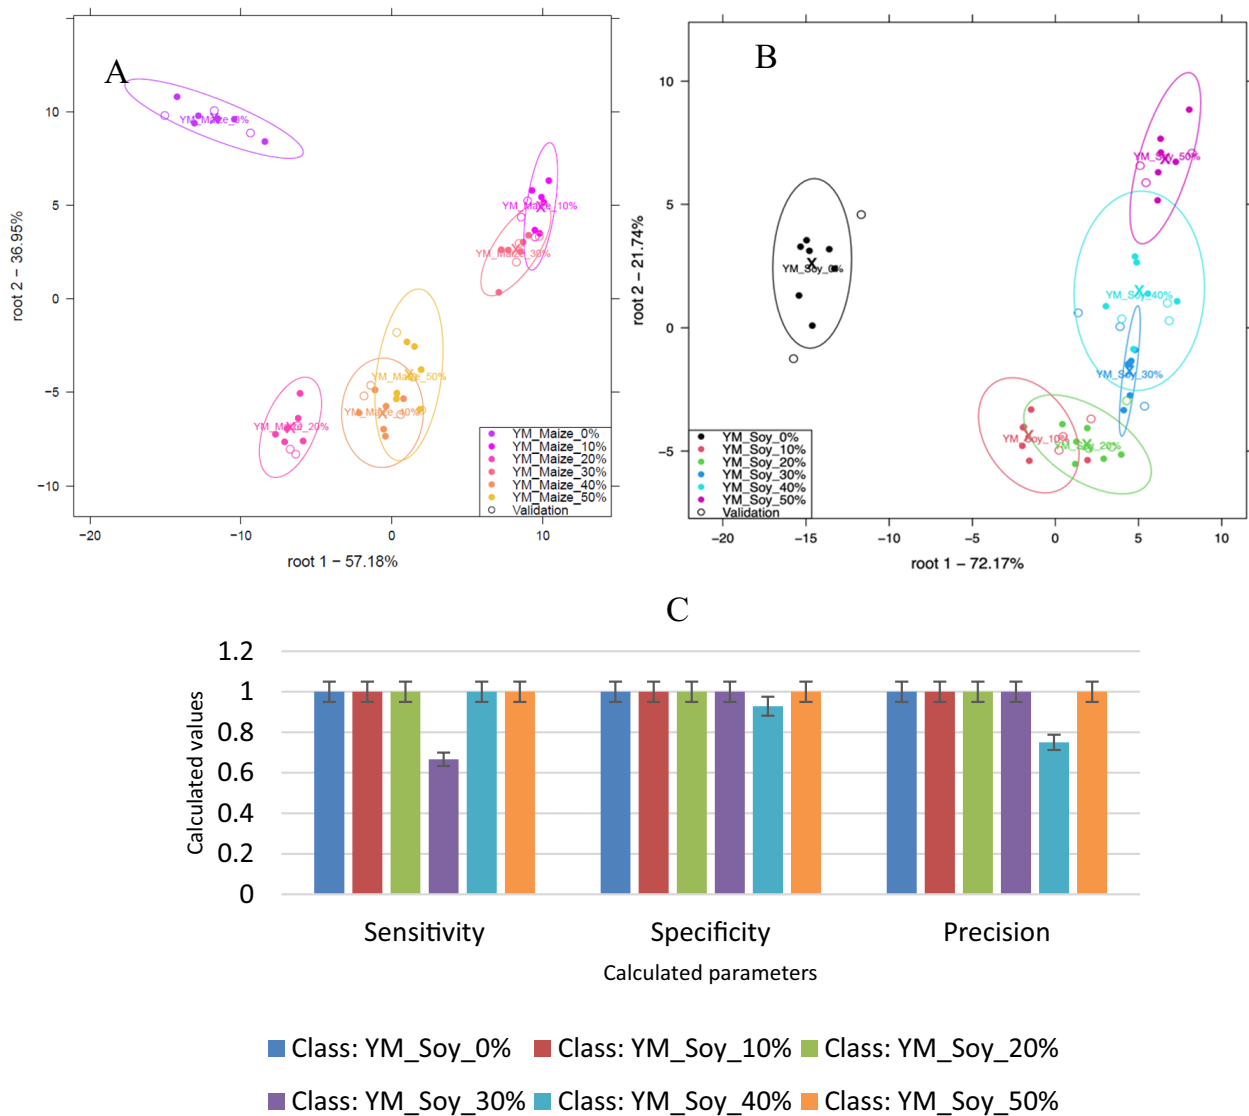 A
10
5
0
−5
−10
root 2 − 36.95%
YM_Maize_0%
YM_Maize_10%
YM_Maize_30%
YM_Maize_50%
YM_Maize_40%
YM_Maize_20%
YM_Maize_0%
YM_Maize_10%
YM_Maize_20%
YM_Maize_30%
YM_Maize_40%
YM_Maize_50%
Validation
−20 −10 0 10
root 1 − 57.18%
B
10
5
0
−5
root 2 − 21.74%
YM_Soy_50%
YM_Soy_0%
YM_Soy_40%
YM_Soy_30%
YM_Soy_10%
YM_Soy_20%
YM_Soy_0%
YM_Soy_10%
YM_Soy_20%
YM_Soy_30%
YM_Soy_40%
YM_Soy_50%
Validation
−20 −15 −10 −5 0 5 10
root 1 − 72.17%
C
1.2
1
0.8
0.6
0.4
0.2
0
Calculated values
Sensitivity Specificity Precision
Calculated parameters
Class: YM_Soy_0% Class: YM_Soy_10% Class: YM_Soy_20%
Class: YM_Soy_30% Class: YM_Soy_40% Class: YM_Soy_50%